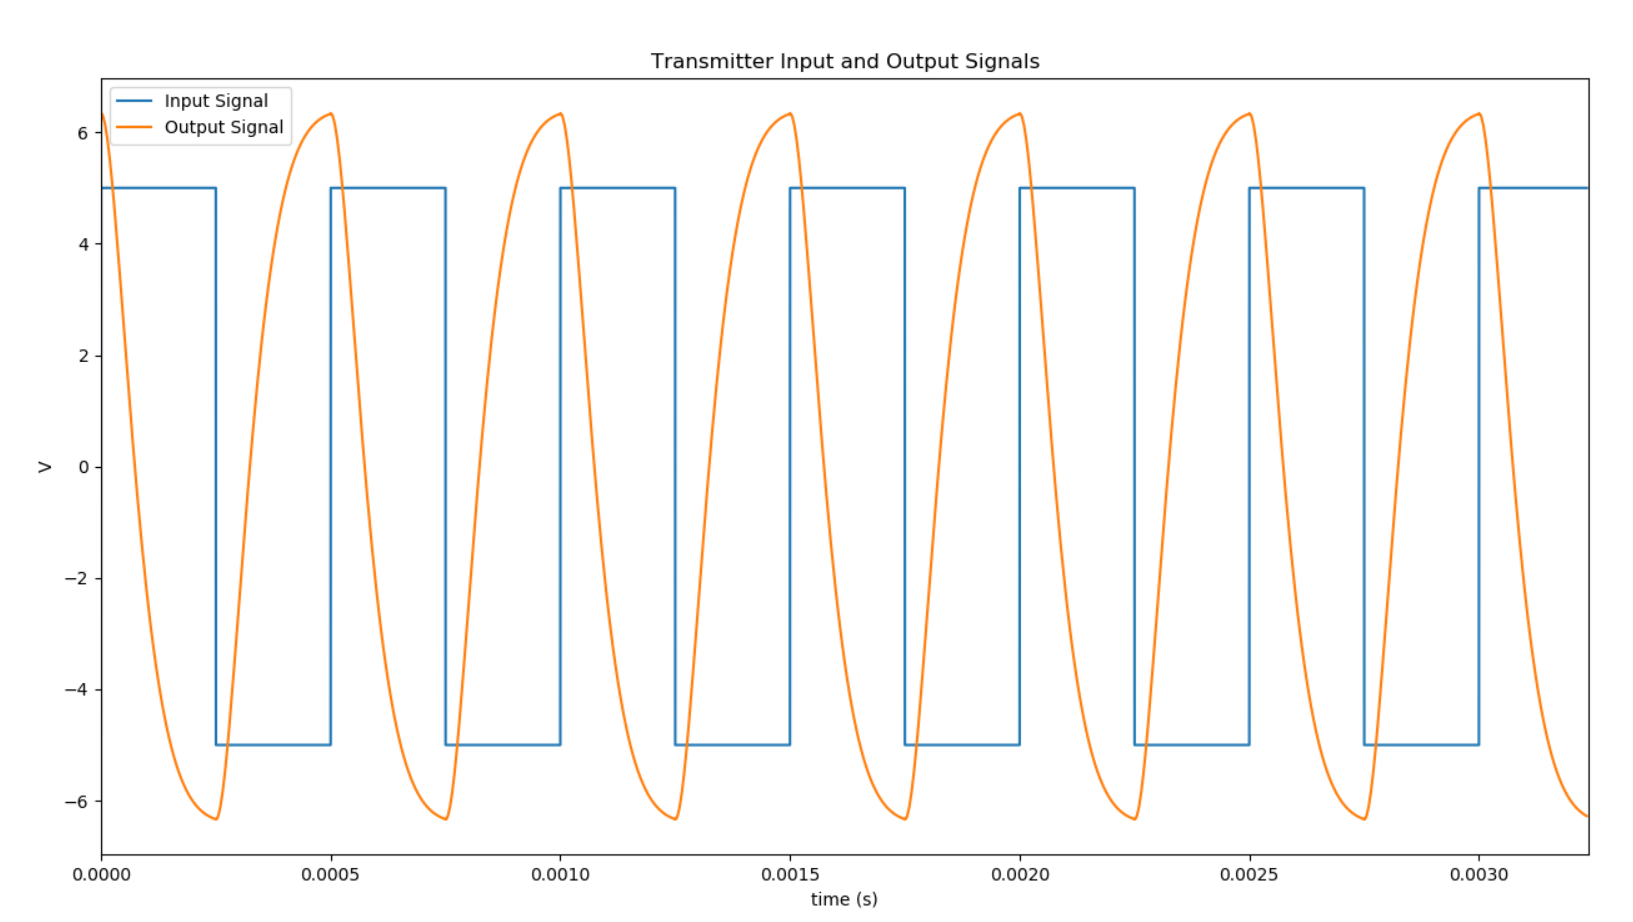 Transmitter Input and Output Signals
Input Signal
Output Signal
6
4
2
0
−2
−4
−6
V
0.0000 0.0005 0.0010 0.0015 0.0020 0.0025 0.0030
time (s)